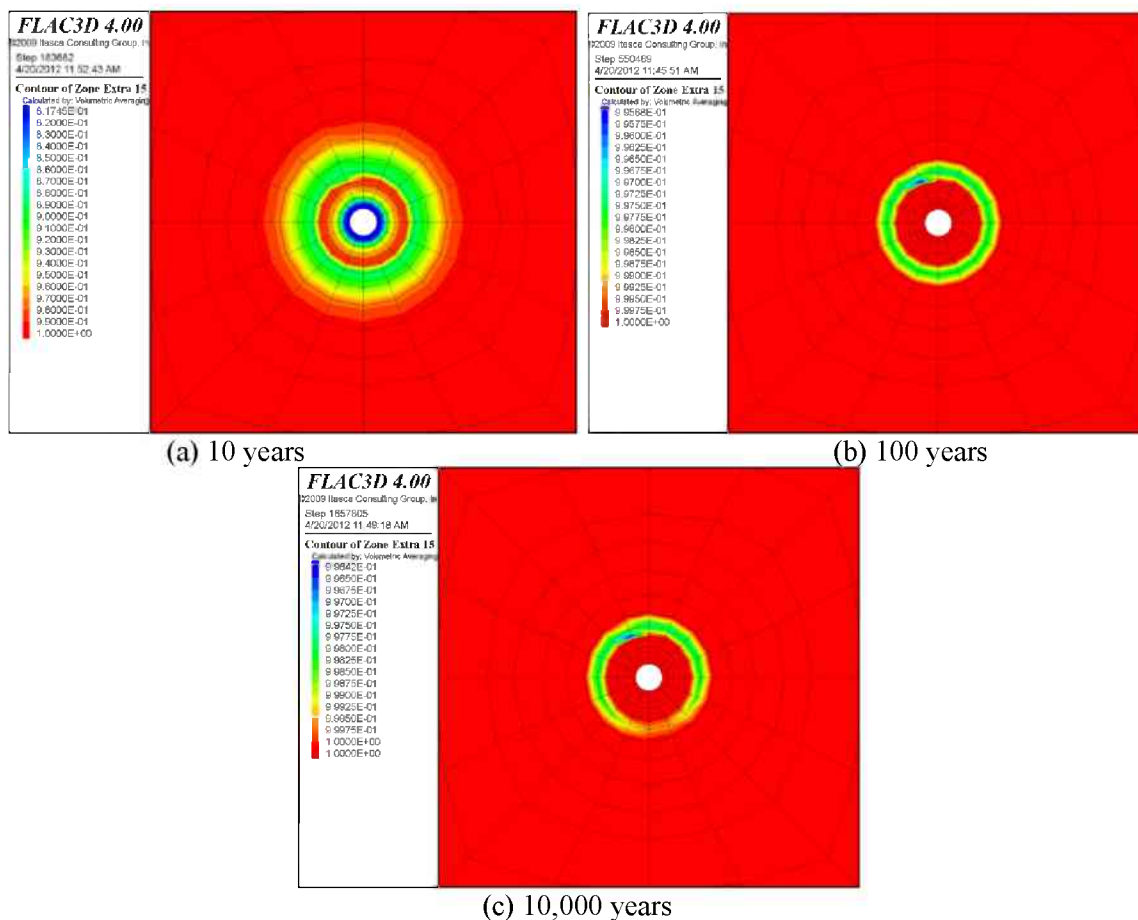 FLAC3D 4.00
©2009 Itasca Consulting Group, In
Step 183662
4/20/2012 11:52:43 AM
Contour of Zone Extra 15
Calculated by: Volumetric Averaging
8.1745E-01
8.2000E-01
8.3000E-01
8.4000E-01
8.5000E-01
8.6000E-01
8.7000E-01
8.8000E-01
8.9000E-01
9.0000E-01
9.1000E-01
9.2000E-01
9.3000E-01
9.4000E-01
9.5000E-01
9.6000E-01
9.7000E-01
9.8000E-01
9.9000E-01
1.0000E+00
(a) 10 years
FLAC3D 4.00
©2009 Itasca Consulting Group, In
Step 550469
4/20/2012 11:45:51 AM
Contour of Zone Extra 15
Calculated by: Volumetric Averaging
9.9568E-01
9.9575E-01
9.9600E-01
9.9625E-01
9.9650E-01
9.9675E-01
9.9700E-01
9.9725E-01
9.9750E-01
9.9775E-01
9.9800E-01
9.9825E-01
9.9850E-01
9.9875E-01
9.9900E-01
9.9925E-01
9.9950E-01
9.9975E-01
1.0000E+00
(b) 100 years
FLAC3D 4.00
©2009 Itasca Consulting Group, In
Step 1657605
4/20/2012 11:49:18 AM
Contour of Zone Extra 15
Calculated by: Volumetric Averaging
9.9642E-01
9.9650E-01
9.9675E-01
9.9700E-01
9.9725E-01
9.9750E-01
9.9775E-01
9.9800E-01
9.9825E-01
9.9850E-01
9.9875E-01
9.9900E-01
9.9925E-01
9.9950E-01
9.9975E-01
1.0000E+00
1.0000E+00
(c) 10,000 years